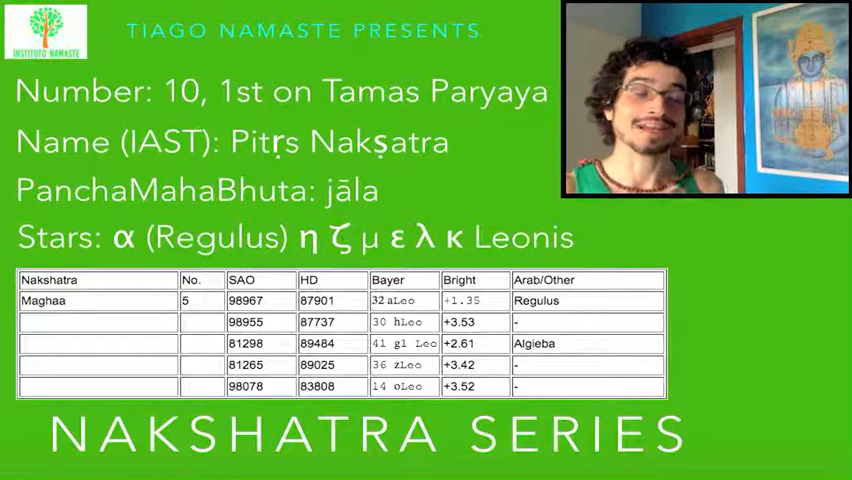 INSTITUTO NAMASTE
TIAGO NAMASTE PRESENTS
Number: 10, 1st on Tamas Paryaya
Name (IAST): Pitṛs Nakṣatra
PanchaMahaBhuta: jāla
Stars: α (Regulus) η ζ μ ε λ κ Leonis
Nakshatra No. SAO HD Bayer Bright Arab/Other
Maghaa 5 98967 87901 32 aLeo +1.35 Regulus
98955 87737 30 hLeo +3.53 -
81298 89484 41 g1 Leo +2.61 Algieba
81265 89025 36 zLeo +3.42 -
98078 83808 14 oLeo +3.52 -
NAKSHATRA SERIES